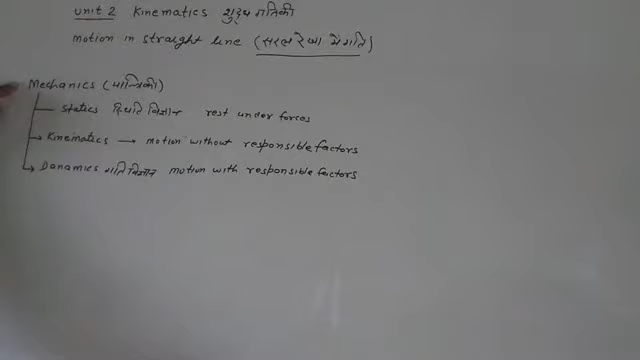 unit 2 Kinematics शुद्ध गतिकी
motion in straight line (सरल रेखा में गति)
Mechanics (यांत्रिकी)
Statics स्थिति विज्ञान rest under forces
Kinematics → motion without responsible factors
Danamics गति विज्ञान motion with responsible factors